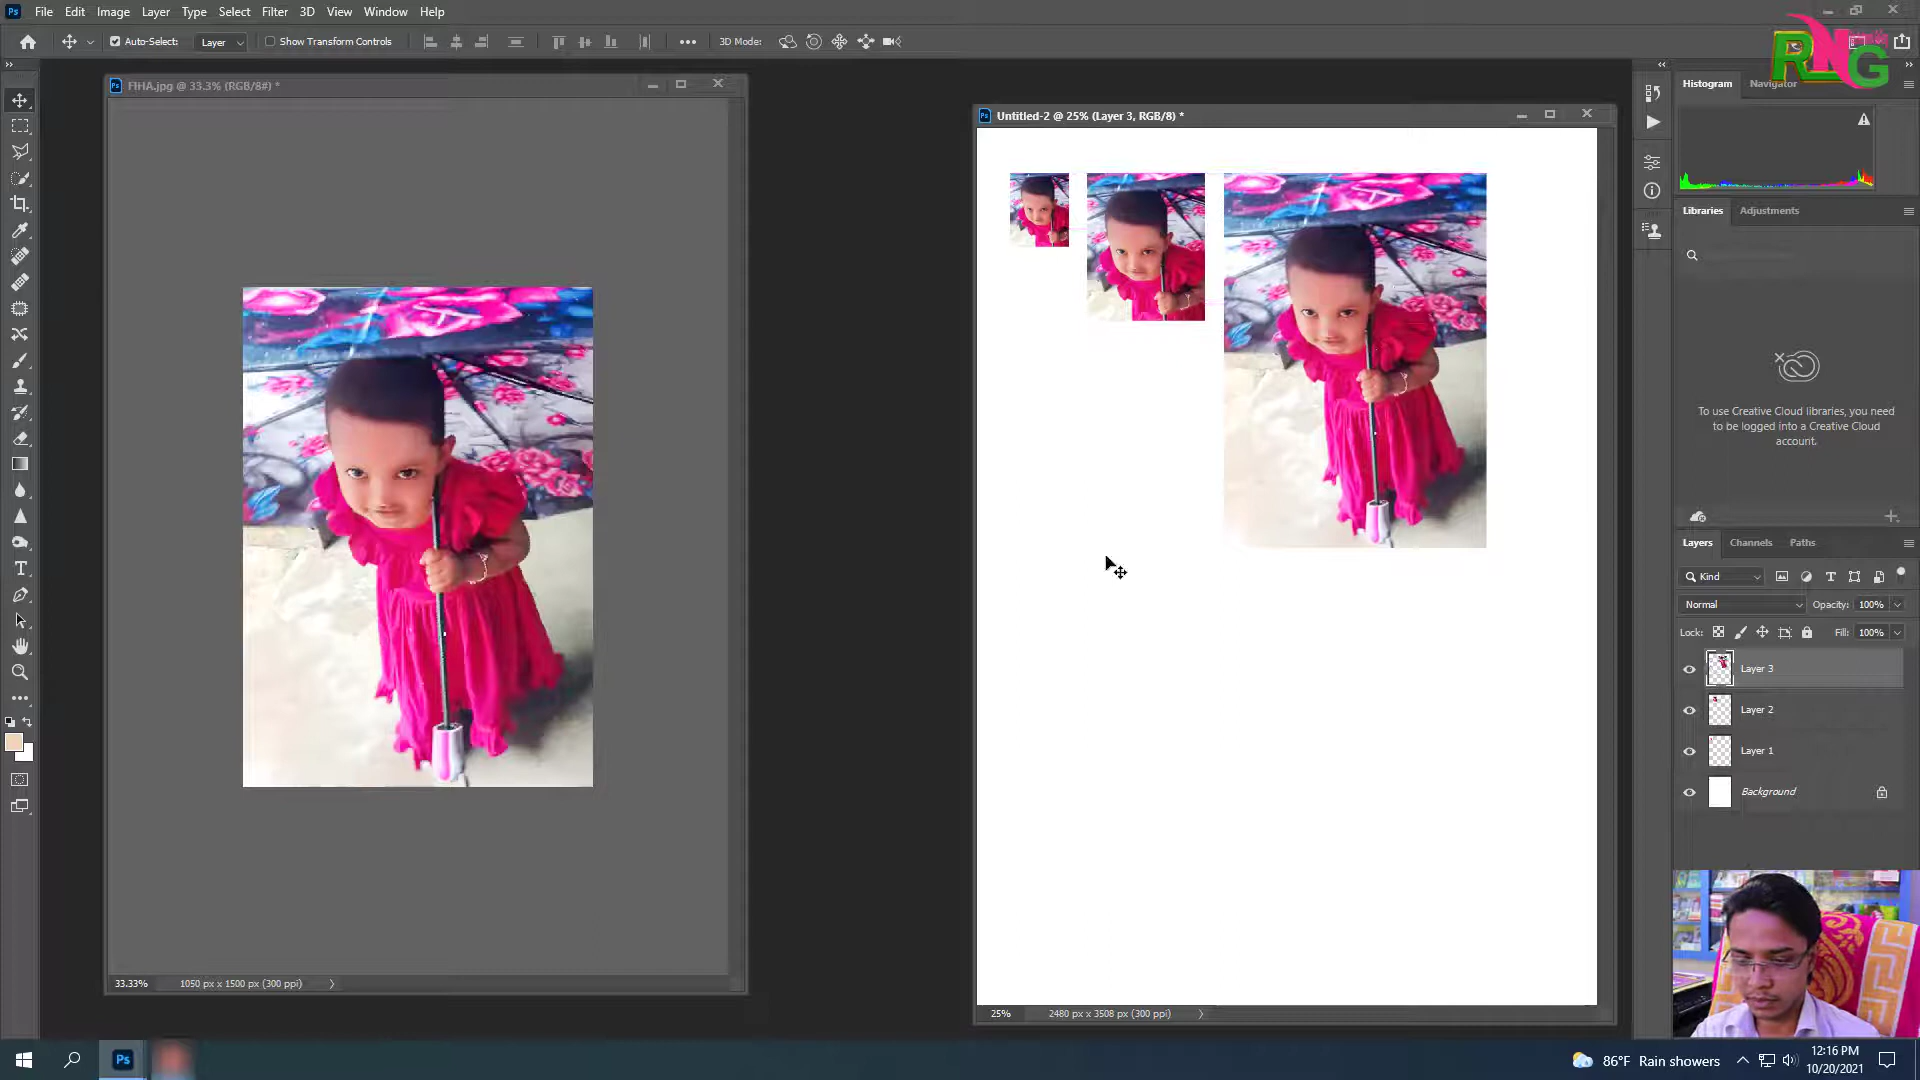 File Edit Image Layer Type Select Filter 3D View Window Help
Auto-Select: Layer Show Transform Controls 3D Mode:
RNG
FIHA.jpg @ 33.3% (RGB/8#) *
Untitled-2 @ 25% (Layer 3, RGB/8) *
Histogram Navigator
Libraries Adjustments
To use Creative Cloud libraries, you need
to be logged into a Creative Cloud
account.
Layers Channels Paths
Kind
Normal Opacity: 100%
Lock: Fill: 100%
Layer 3
Layer 2
Layer 1
Background
33.33% 1050 px x 1500 px (300 ppi)
25% 2480 px x 3508 px (300 ppi)
Ps
86°F Rain showers
12:16 PM
10/20/2021